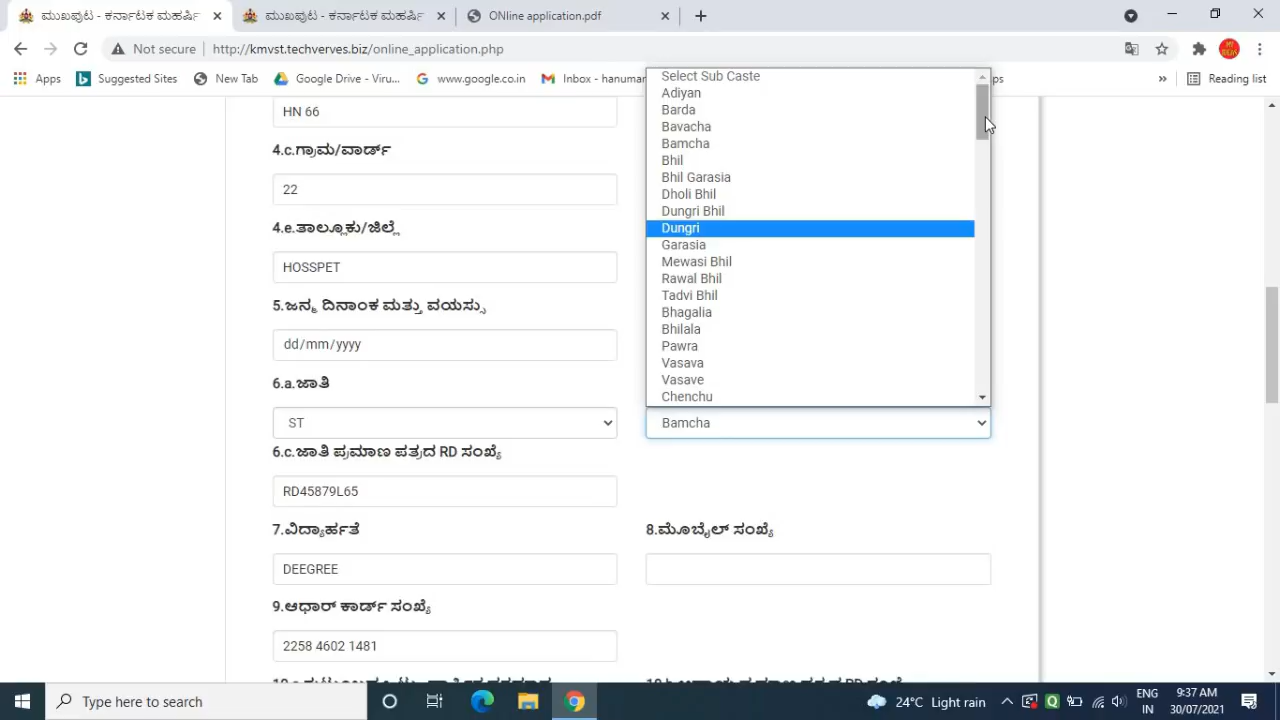 ಮುಖಪುಟ - ಕರ್ನಾಟಕ ಮಹರ್ಷಿ
ಮುಖಪುಟ - ಕರ್ನಾಟಕ ಮಹರ್ಷಿ
ONline application.pdf
Not secure
http://kmvst.techverves.biz/online_application.php
Apps
Suggested Sites
New Tab
Google Drive - Viru...
www.google.co.in
Inbox - hanumar
ps
»
Reading list
HN 66
4.c.ಗ್ರಾಮ/ವಾರ್ಡ್
22
4.e.ತಾಲ್ಲೂಕು/ಜಿಲ್ಲೆ
HOSSPET
5.ಜನ್ಮ ದಿನಾಂಕ ಮತ್ತು ವಯಸ್ಸು
dd/mm/yyyy
6.a.ಜಾತಿ
ST
Select Sub Caste
Adiyan
Barda
Bavacha
Bamcha
Bhil
Bhil Garasia
Dholi Bhil
Dungri Bhil
Dungri
Garasia
Mewasi Bhil
Rawal Bhil
Tadvi Bhil
Bhagalia
Bhilala
Pawra
Vasava
Vasave
Chenchu
Bamcha
6.c.ಜಾತಿ ಪ್ರಮಾಣ ಪತ್ರದ RD ಸಂಖ್ಯೆ
RD45879L65
7.ವಿದ್ಯಾರ್ಹತೆ
8.ಮೊಬೈಲ್ ಸಂಖ್ಯೆ
DEEGREE
9.ಆಧಾರ್ ಕಾರ್ಡ್ ಸಂಖ್ಯೆ
2258 4602 1481
Type here to search
24°C Light rain
ENG
IN
9:37 AM
30/07/2021